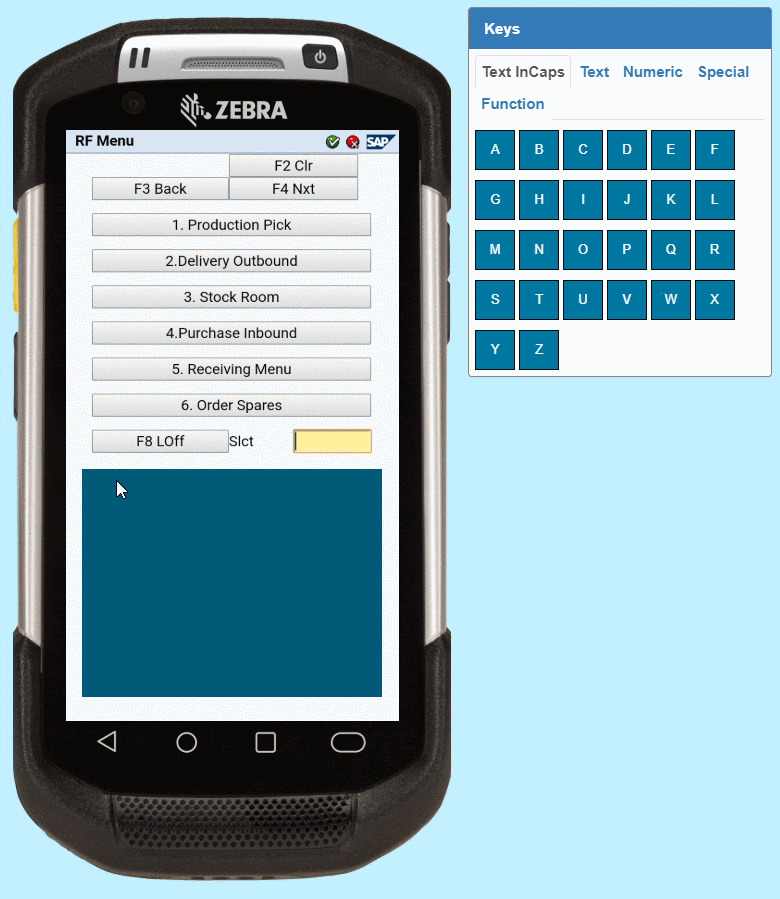 ZEBRA
RF Menu
SAP
F2 Clr
F3 Back
F4 Nxt
1. Production Pick
2.Delivery Outbound
3. Stock Room
4.Purchase Inbound
5. Receiving Menu
6. Order Spares
F8 LOff
Slct
Keys
Text InCaps
Text
Numeric
Special
Function
A B C D E F
G H I J K L
M N O P Q R
S T U V W X
Y Z